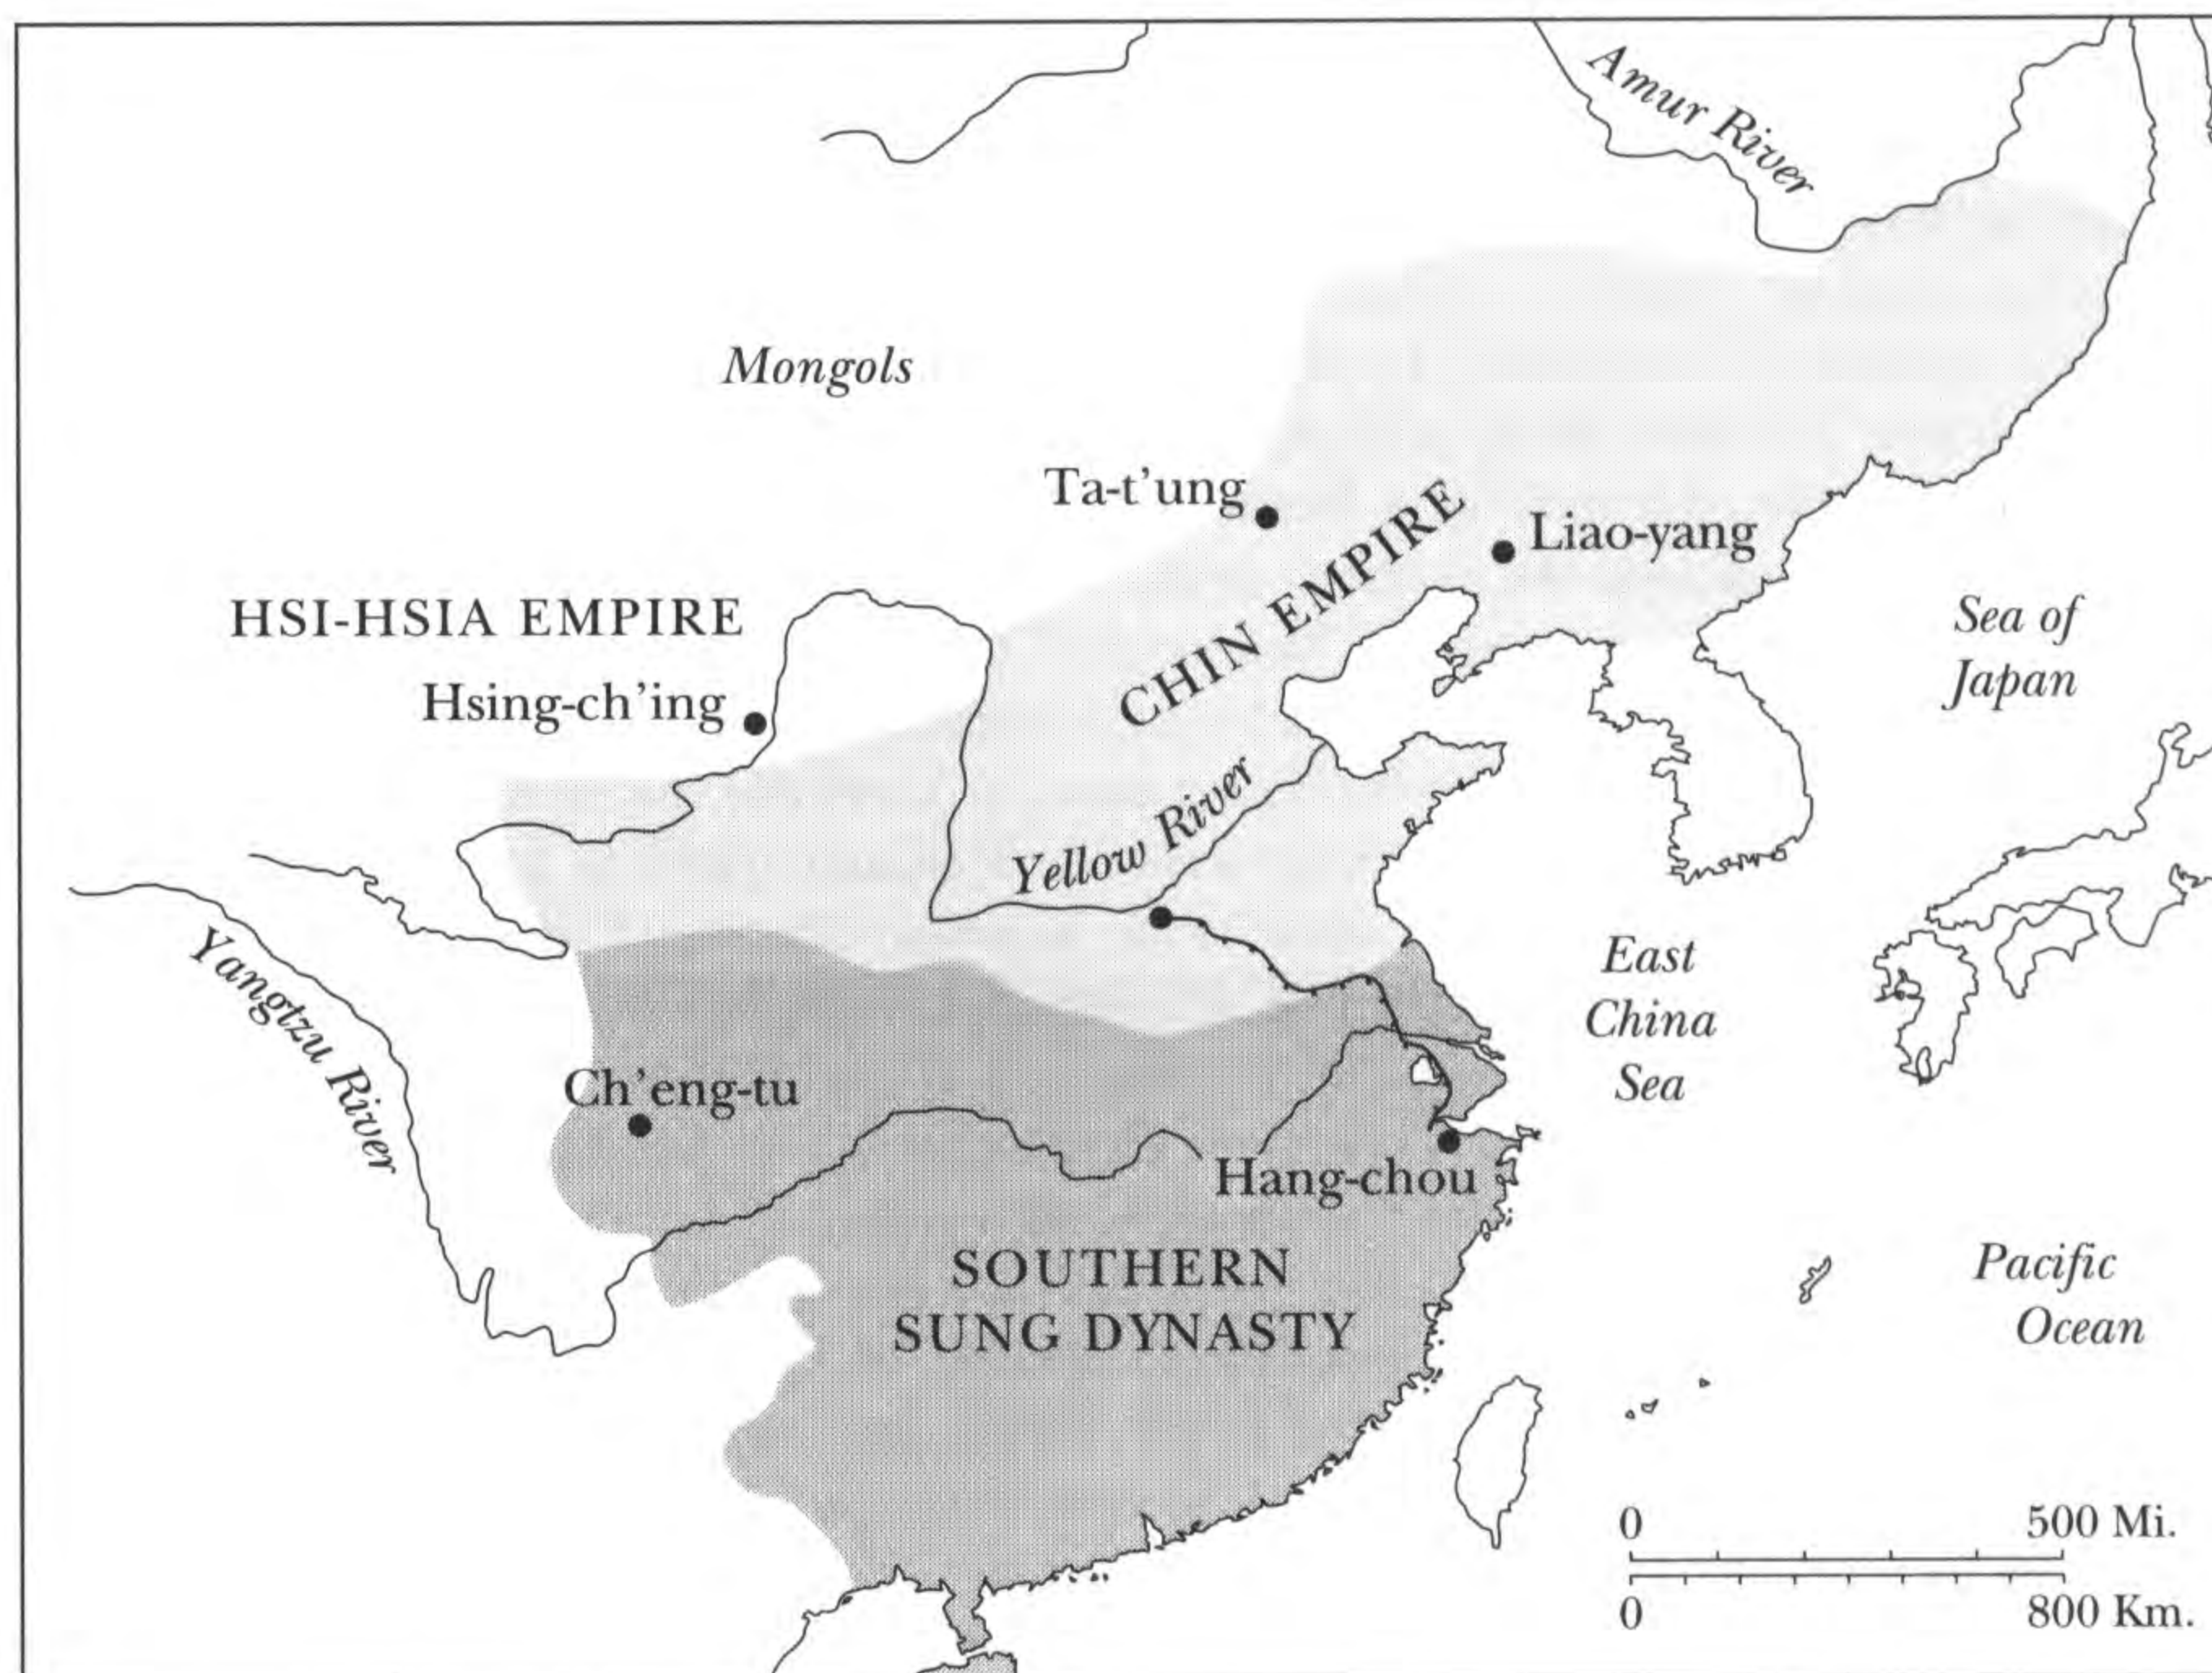 Amur River
Mongols
Ta-t’ung
CHIN EMPIRE
Liao-yang
HSI-HSIA EMPIRE
Hsing-ch’ing
Sea of
Japan
Yellow River
Yangtzu River
East
China
Sea
Ch’eng-tu
Hang-chou
SOUTHERN
SUNG DYNASTY
Pacific
Ocean
0 500 Mi.
0 800 Km.